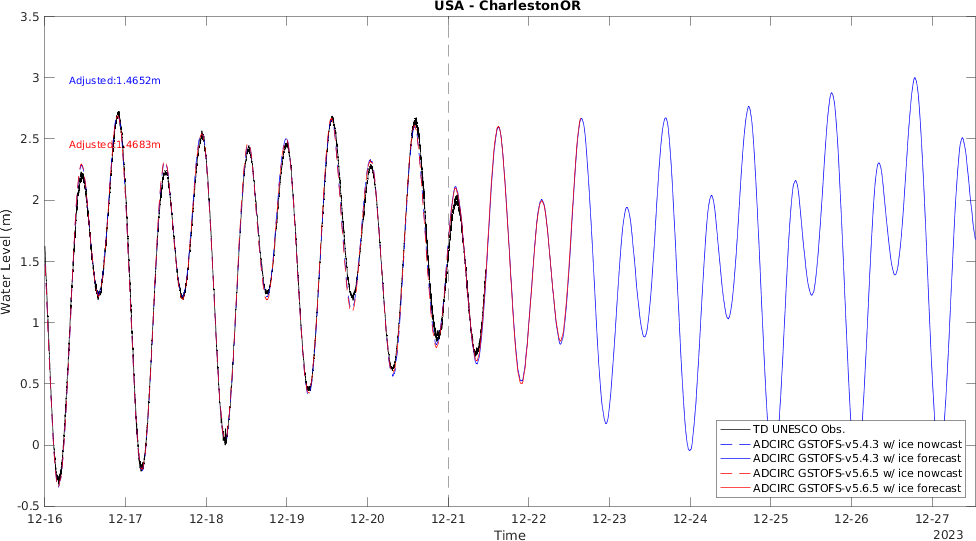 USA - CharlestonOR
3.5
3
2.5
2
1.5
1
0.5
0
-0.5
Water Level (m)
Adjusted:1.4652m
Adjusted:1.4683m
TD UNESCO Obs.
ADCIRC GSTOFS-v5.4.3 w/ ice nowcast
ADCIRC GSTOFS-v5.4.3 w/ ice forecast
ADCIRC GSTOFS-v5.6.5 w/ ice nowcast
ADCIRC GSTOFS-v5.6.5 w/ ice forecast
12-16 12-17 12-18 12-19 12-20 12-21 12-22 12-23 12-24 12-25 12-26 12-27
Time
2023